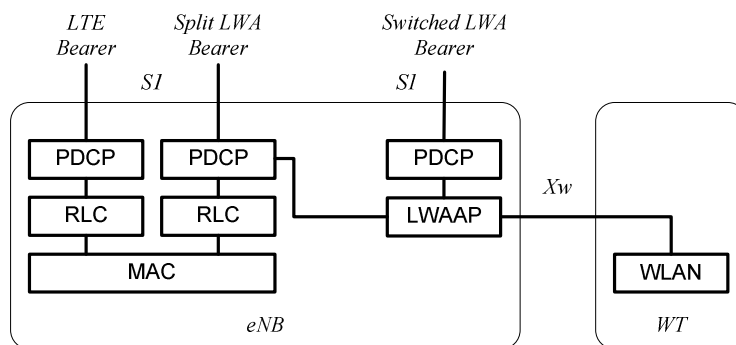 LTE Bearer
Split LWA Bearer
Switched LWA Bearer
S1
S1
PDCP
PDCP
PDCP
Xw
RLC
RLC
LWAAP
MAC
WLAN
eNB
WT